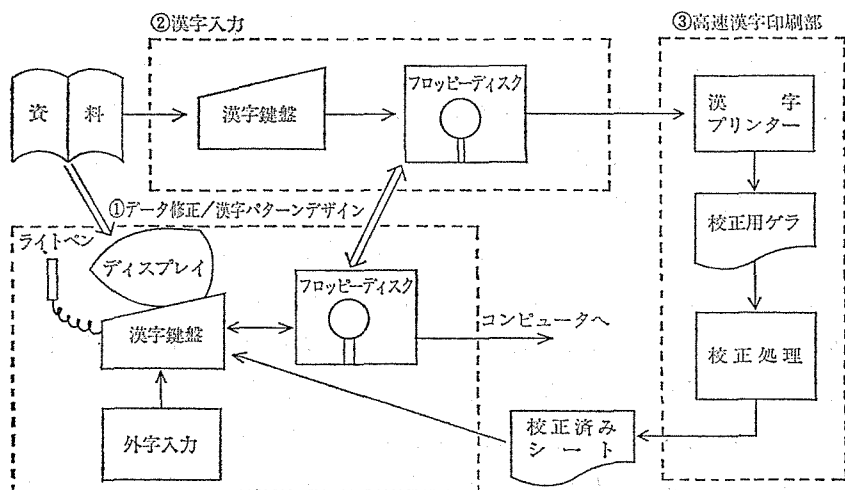 ②漢字入力
③高速漢字印刷部
資料
漢字鍵盤
フロッピーディスク
漢字
プリンター
校正用ゲラ
校正処理
①データ修正/漢字パターンデザイン
ライトペン
ディスプレイ
漢字鍵盤
フロッピーディスク
コンピュータへ
外字入力
校正済み
シート